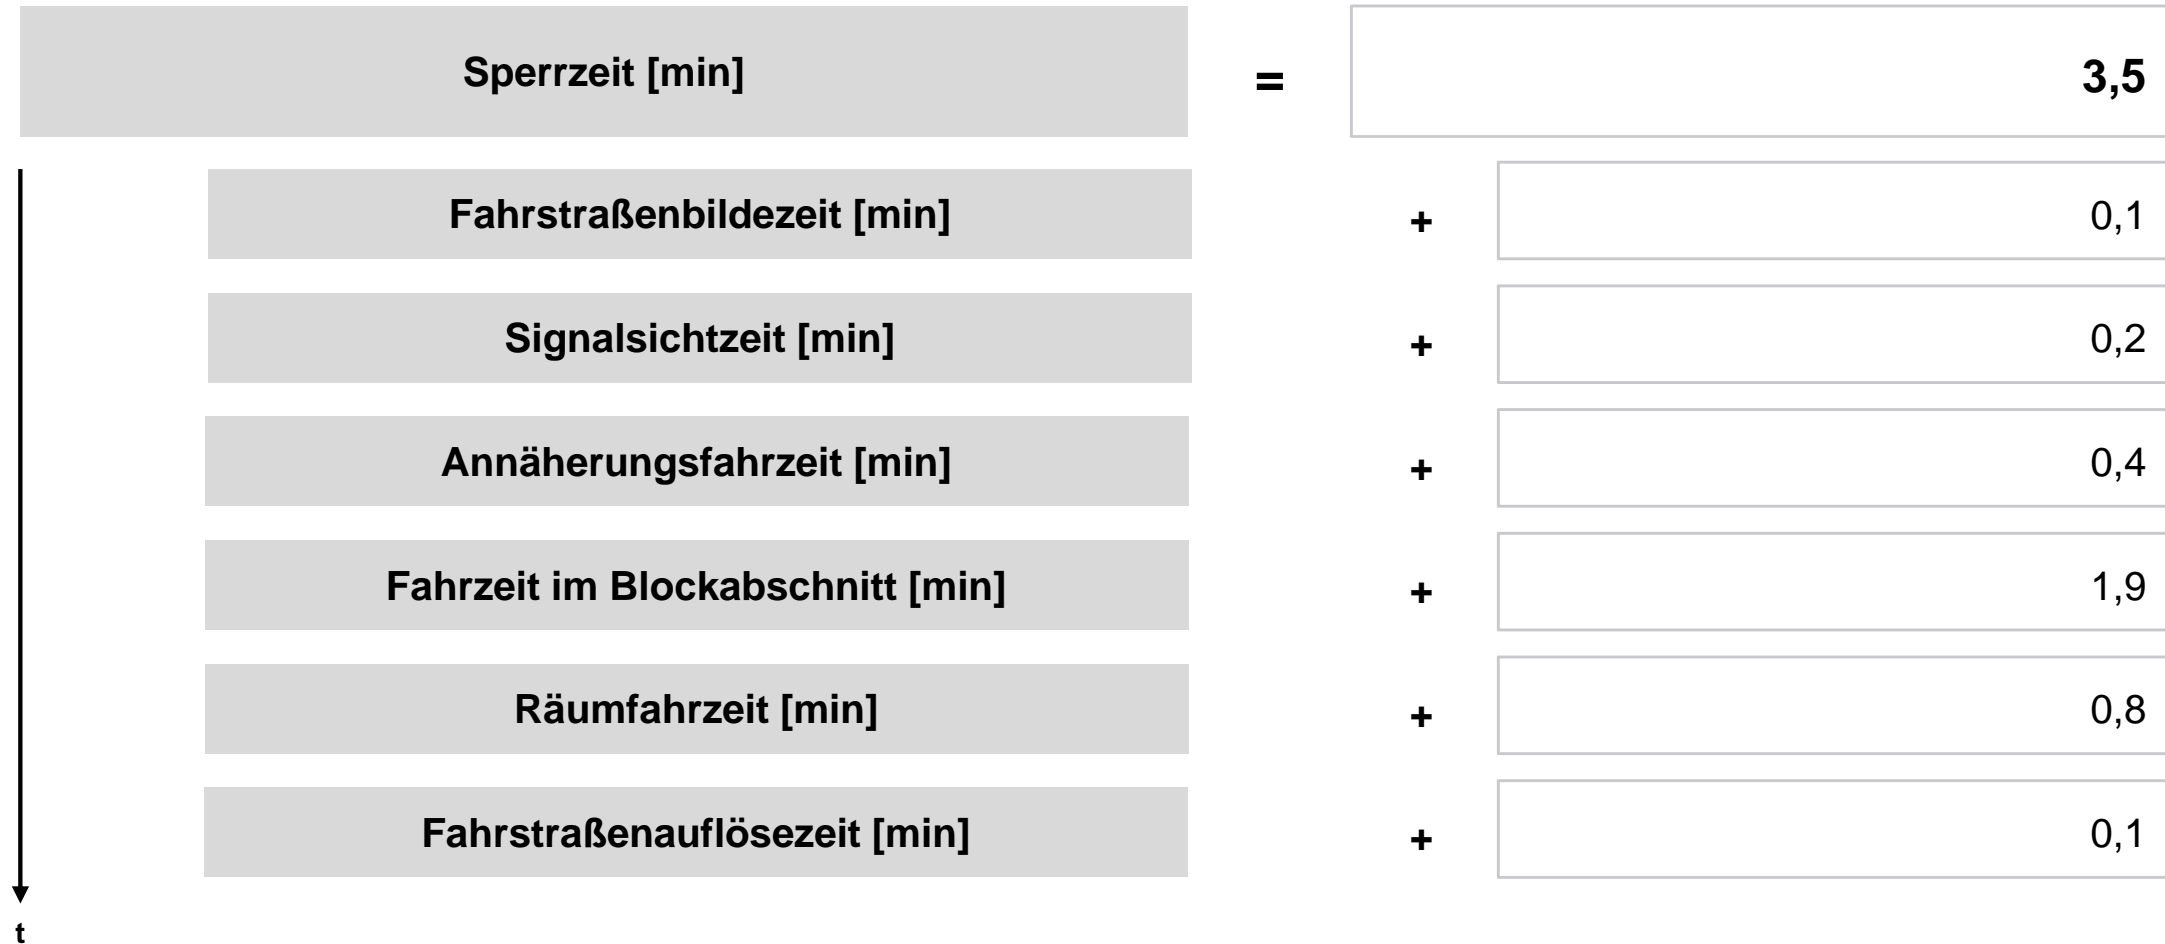 Sperrzeit [min] = 3,5
Fahrstraßenbildezeit [min] + 0,1
Signalsichtzeit [min] + 0,2
Annäherungsfahrzeit [min] + 0,4
Fahrzeit im Blockabschnitt [min] + 1,9
Räumfahrzeit [min] + 0,8
Fahrstraßenauflösezeit [min] + 0,1
t